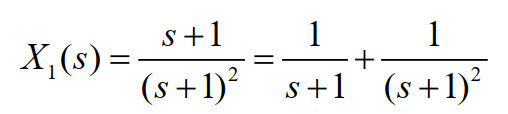 X₁(s) = (s+1)/(s+1)² = 1/(s+1) + 1/(s+1)²